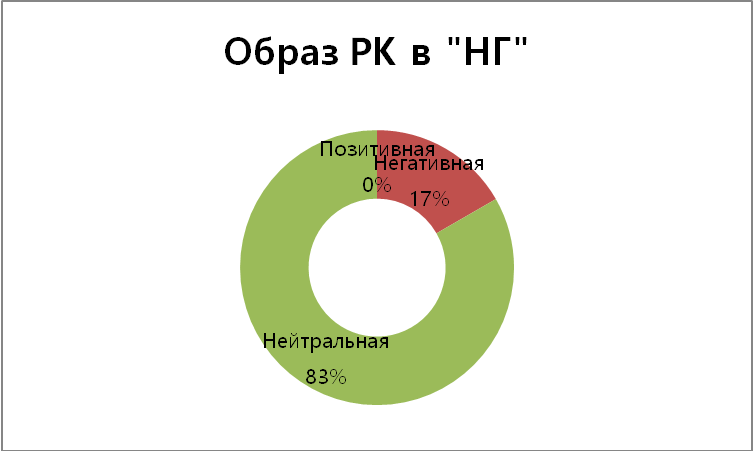 Образ РК в "НГ"
Позитивная
0%
Негативная
17%
Нейтральная
83%